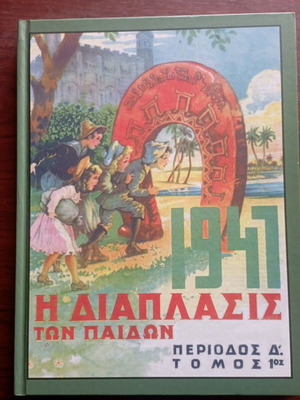 1947
Η ΔΙΑΠΛΑΣΙΣ
ΤΩΝ ΠΑΙΔΩΝ
ΠΕΡΙΟΔΟΣ Δ'.
ΤΟΜΟΣ 1ος